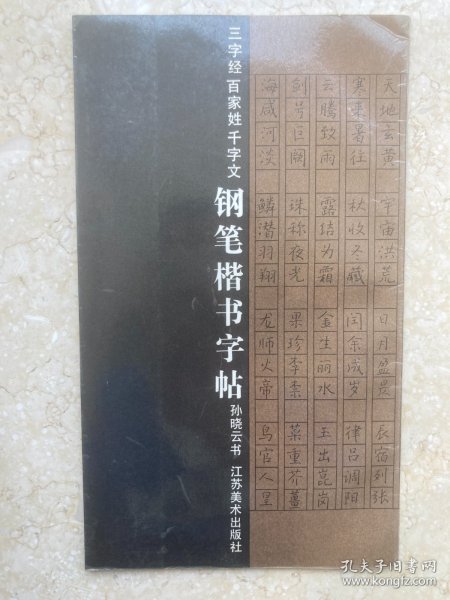 三字经 百家姓 千字文
钢笔楷书字帖
孙晓云书 江苏美术出版社
天地玄黄 宇宙洪荒 日月盈昃 辰宿列张
寒来暑往 秋收冬藏 闰余成岁 律吕调阳
云腾致雨 露结为霜 金生丽水 玉出崑岗
剑号巨阙 珠称夜光 果珍李柰 菜重芥薑
海咸河淡 鳞潜羽翔 龙师火帝 鸟官人皇
孔夫子旧书网
www.kongfz.com